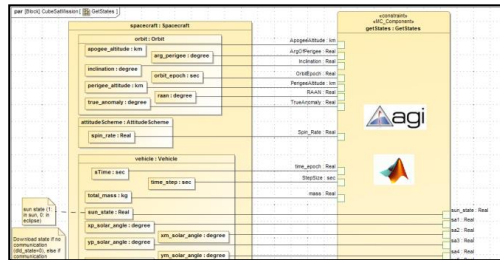 par [Block] CubeSatMission [ GetStates ]
spacecraft : Spacecraft
orbit : Orbit
apogee_altitude : km
arg_perigee : degree
inclination : degree
orbit_epoch : sec
perigee_altitude : km
raan : degree
true_anomaly : degree
attitudeScheme : AttitudeScheme
spin_rate : Real
vehicle : Vehicle
sTime : sec
time_step : sec
total_mass : kg
sun_state : Real
xp_solar_angle : degree
xm_solar_angle : degree
yp_solar_angle : degree
ym_solar_angle : degree
sun state (1:
in sun, 0: in
eclipse)
Download state if no
communication
(dld_state=0), else if
communication
ApogeeAltitude : km
ArgOfPerigee : Real
Inclination : Real
OrbitEpoch : Real
PerigeeAltitude : km
RAAN : Real
TrueAnomaly : Real
Spin_Rate : Real
time_epoch : Real
StepSize : sec
mass : Real
«constraint»
«MC_Component»
getStates : GetStates
agi
sun_state : Real
sa1 : Real
sa2 : Real
sa3 : Real
sa4 : Real